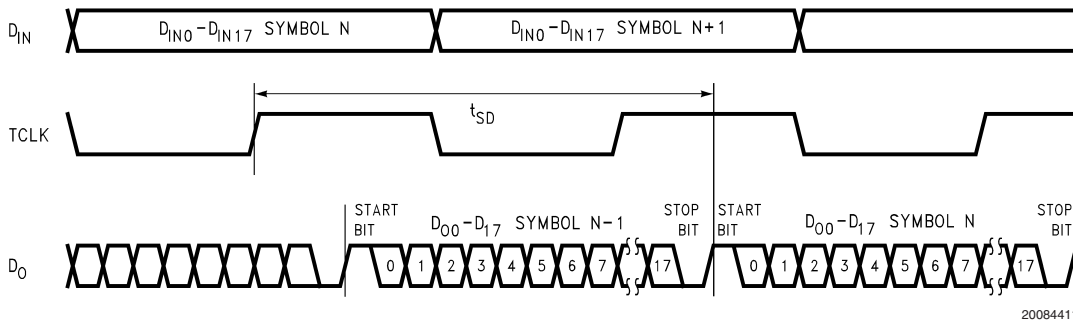 DIN DIN0-DIN17 SYMBOL N DIN0-DIN17 SYMBOL N+1
tSD
TCLK
START BIT D00-D17 SYMBOL N-1 STOP BIT START BIT D00-D17 SYMBOL N STOP BIT
DO 0 1 2 3 4 5 6 7 17 0 1 2 3 4 5 6 7 17
20084411